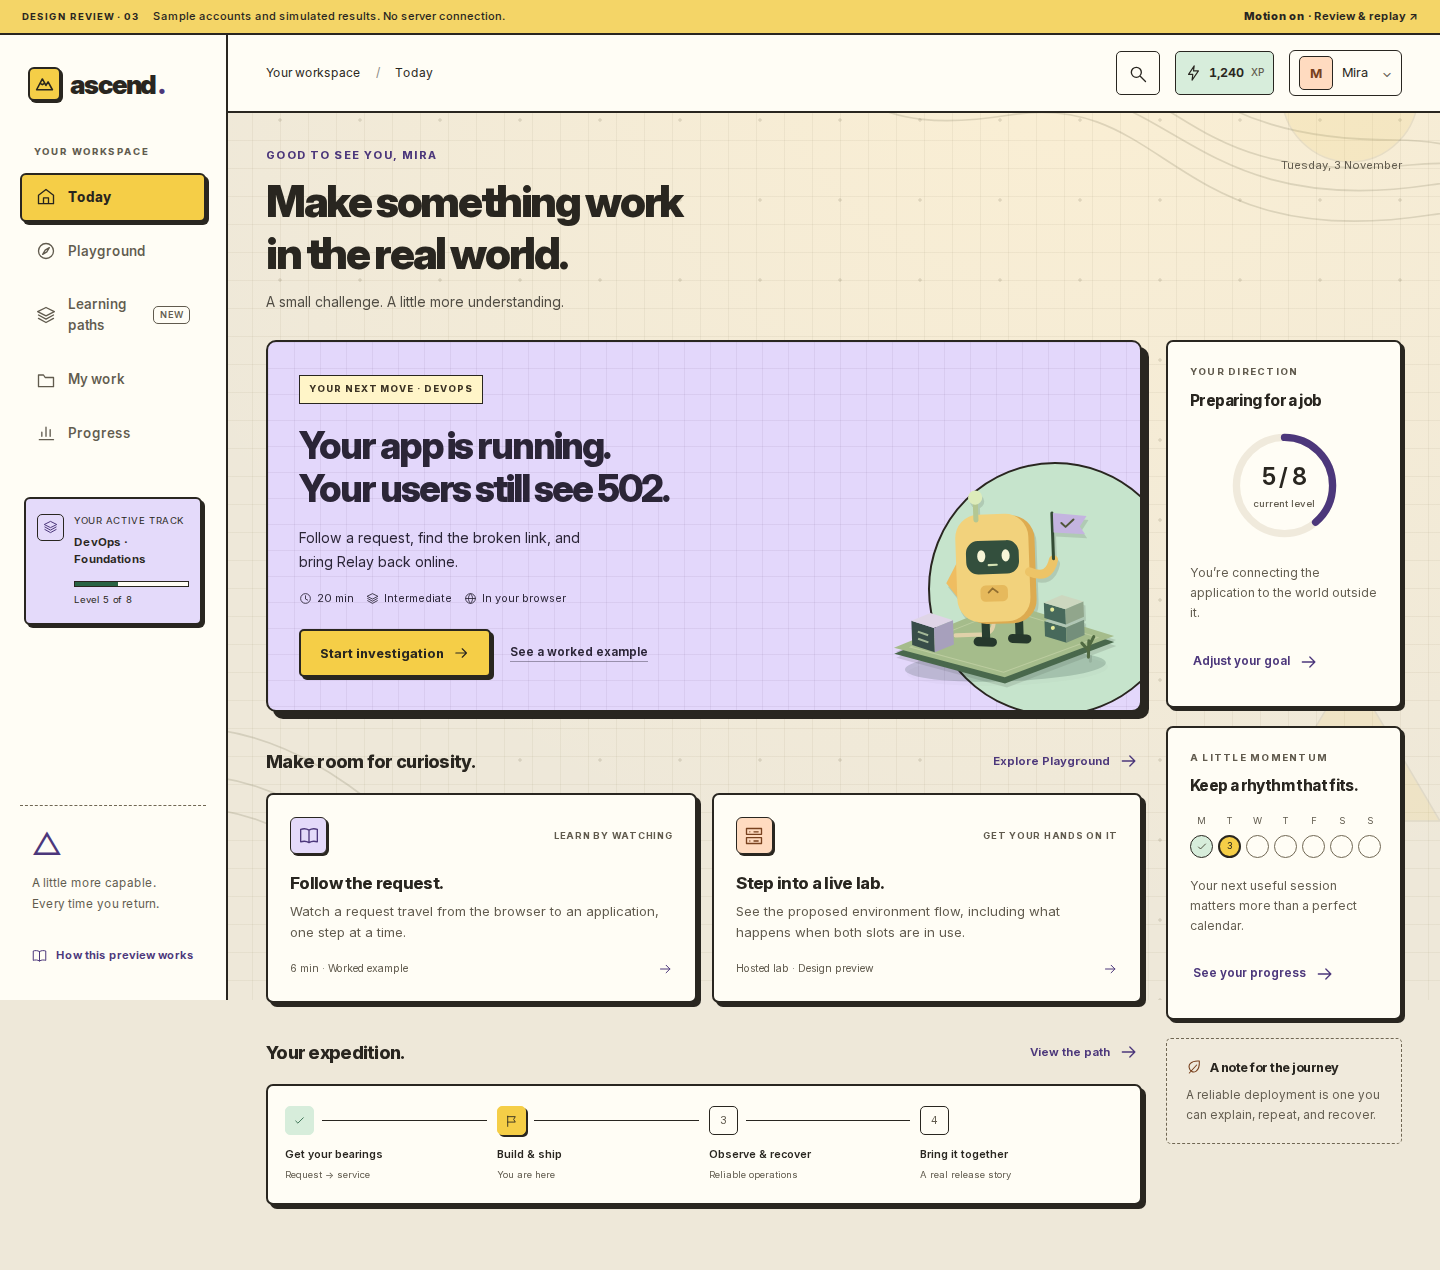 DESIGN REVIEW · 03 Sample accounts and simulated results. No server connection. Motion on · Review & replay ↗
ascend.
YOUR WORKSPACE
Today
Playground
Learning
paths
NEW
My work
Progress
YOUR ACTIVE TRACK
DevOps ·
Foundations
Level 5 of 8
A little more capable.
Every time you return.
How this preview works
Your workspace / Today
1,240 XP
M Mira
GOOD TO SEE YOU, MIRA
Tuesday, 3 November
Make something work
in the real world.
A small challenge. A little more understanding.
YOUR NEXT MOVE · DEVOPS
Your app is running.
Your users still see 502.
Follow a request, find the broken link, and
bring Relay back online.
20 min Intermediate In your browser
Start investigation →
See a worked example
YOUR DIRECTION
Preparing for a job
5/8
current level
You’re connecting the
application to the world outside
it.
Adjust your goal →
Make room for curiosity.
Explore Playground →
LEARN BY WATCHING
Follow the request.
Watch a request travel from the browser to an application,
one step at a time.
6 min · Worked example →
GET YOUR HANDS ON IT
Step into a live lab.
See the proposed environment flow, including what
happens when both slots are in use.
Hosted lab · Design preview →
A LITTLE MOMENTUM
Keep a rhythm that fits.
M T W T F S S
3
Your next useful session
matters more than a perfect
calendar.
See your progress →
Your expedition.
View the path →
Get your bearings
Request → service
Build & ship
You are here
3
Observe & recover
Reliable operations
4
Bring it together
A real release story
A note for the journey
A reliable deployment is one you
can explain, repeat, and recover.